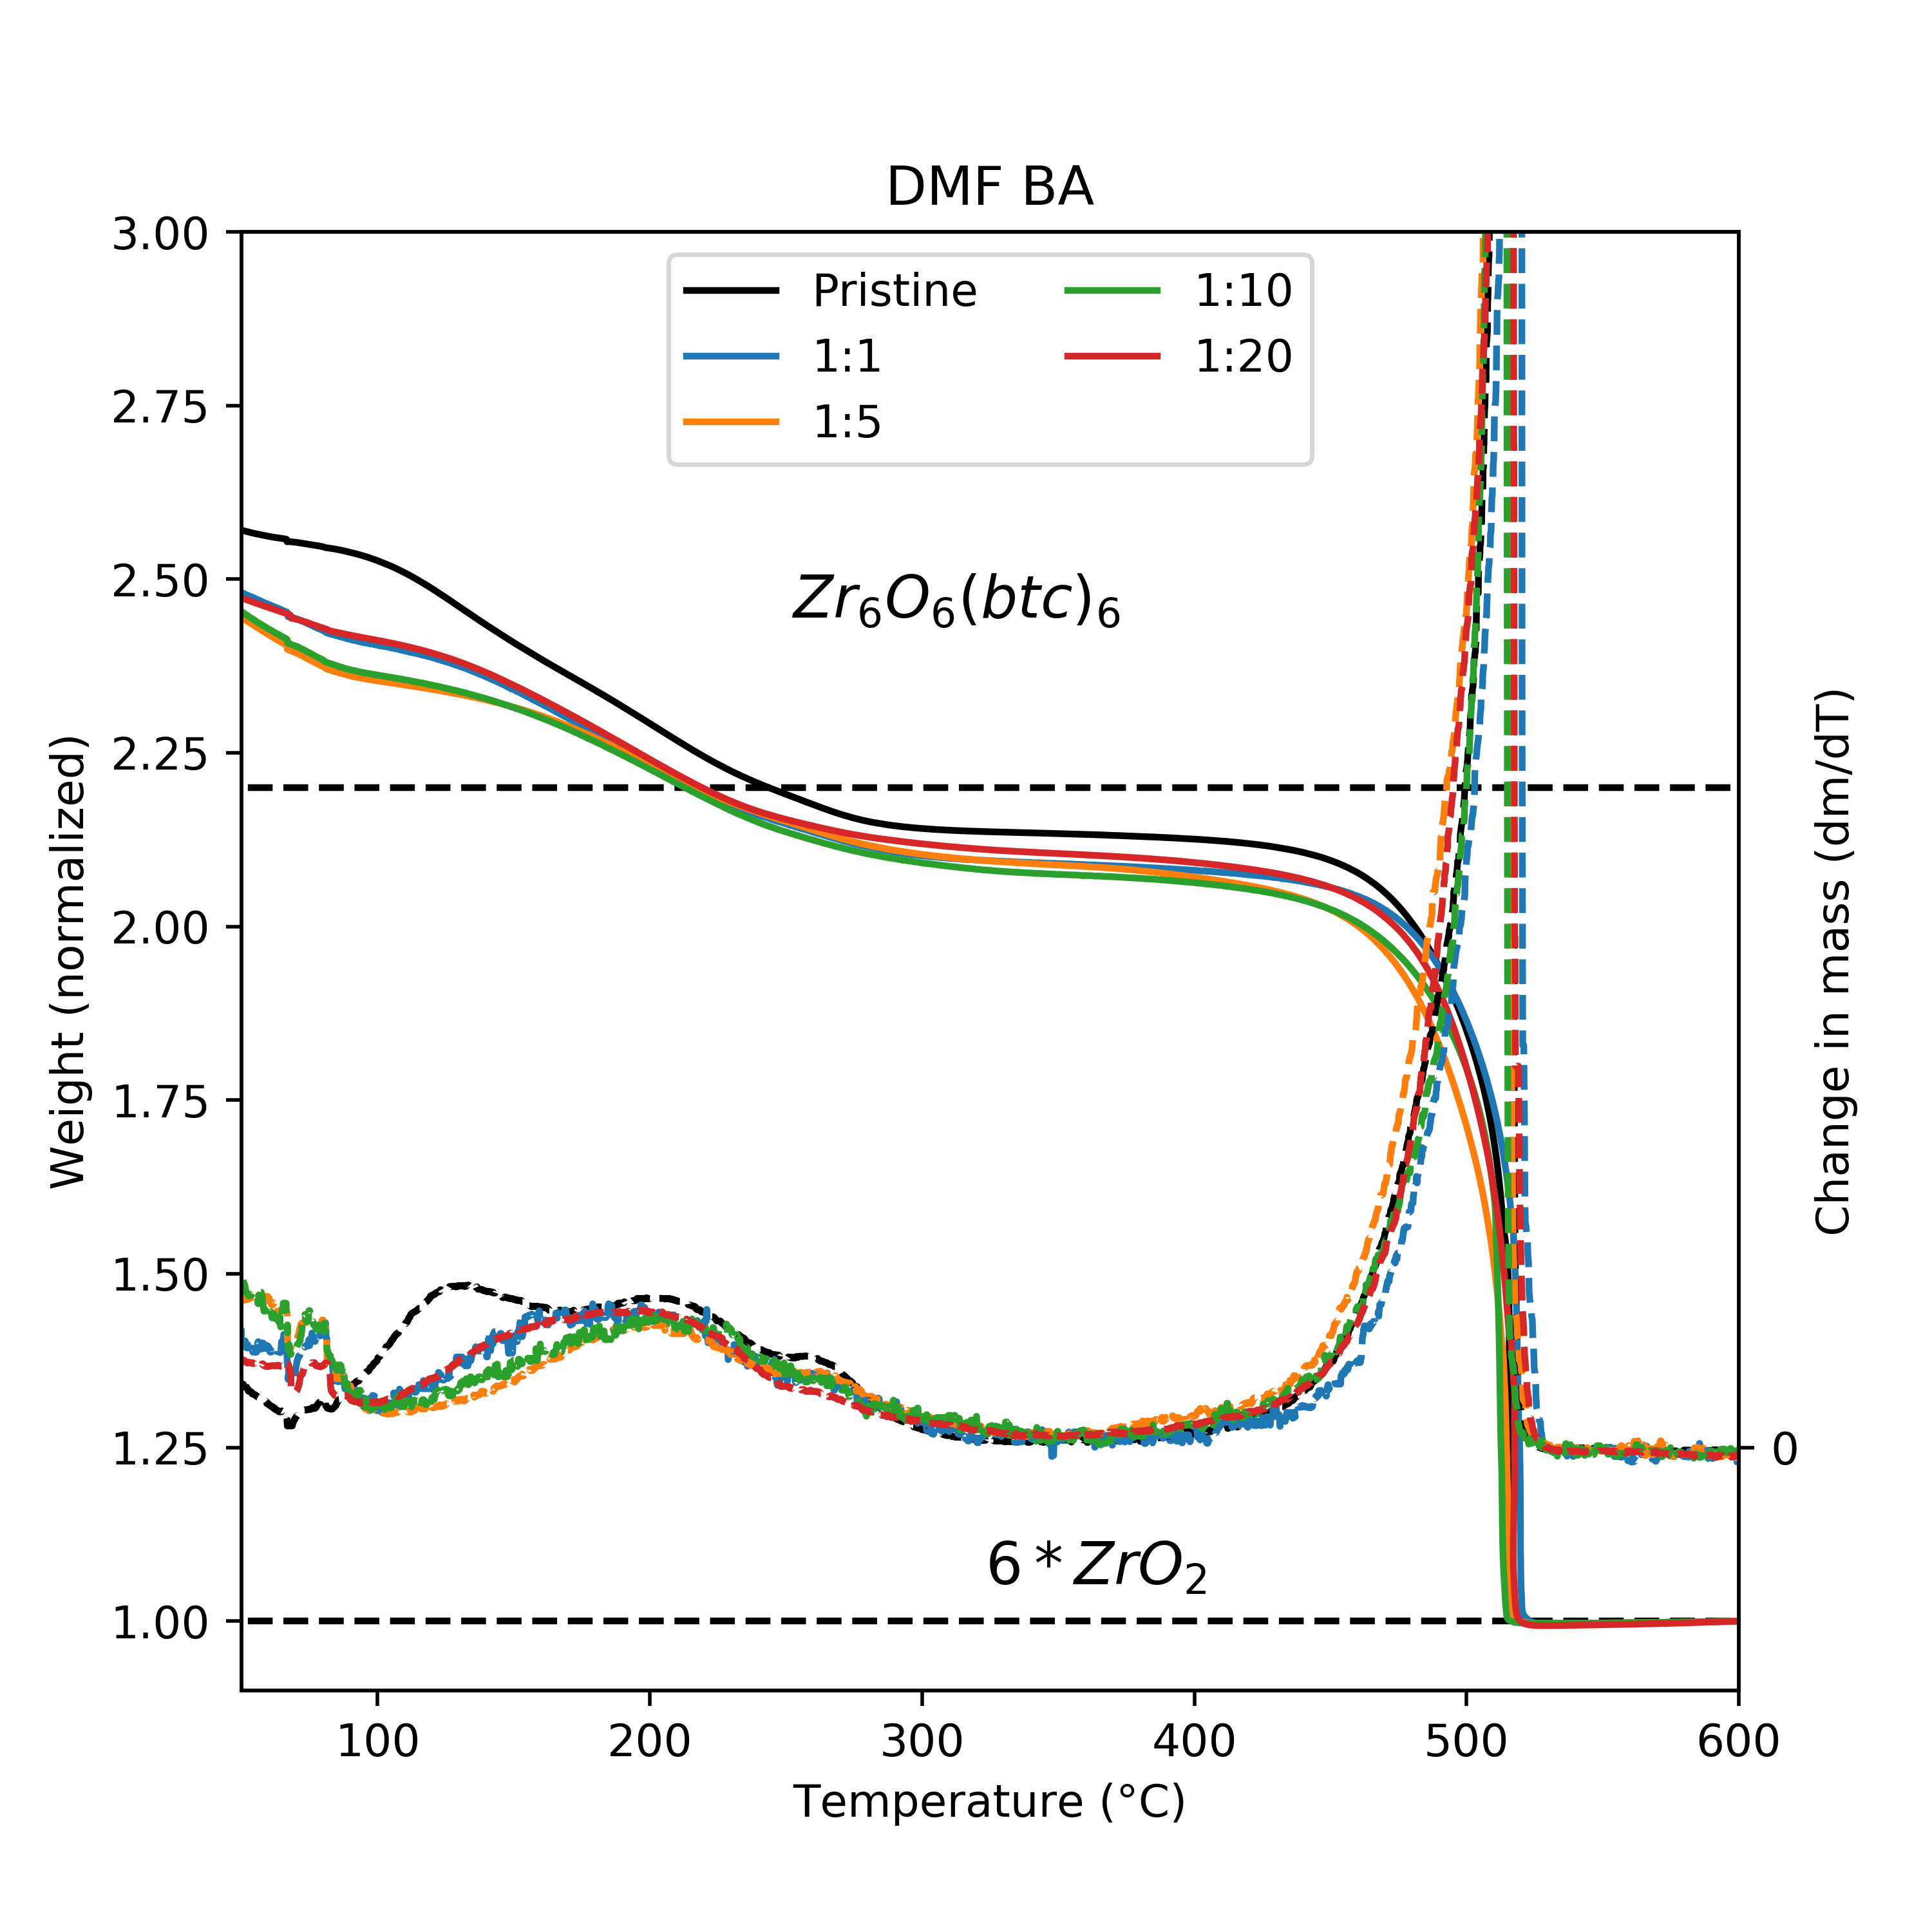 DMF BA
3.00
2.75
2.50
2.25
2.00
1.75
1.50
1.25
1.00
Weight (normalized)
Pristine
1:1
1:5
1:10
1:20
Zr₆O₆(btc)₆
6 * ZrO₂
0
Change in mass (dm/dT)
100 200 300 400 500 600
Temperature (°C)